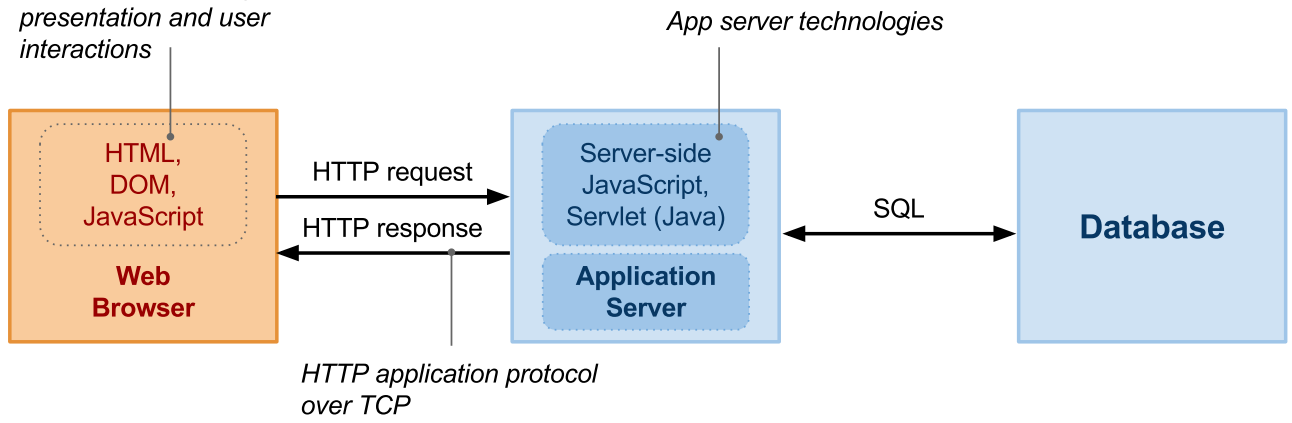 presentation and user
interactions
App server technologies
HTML,
DOM,
JavaScript
Web
Browser
HTTP request
HTTP response
HTTP application protocol
over TCP
Server-side
JavaScript,
Servlet (Java)
Application
Server
SQL
Database